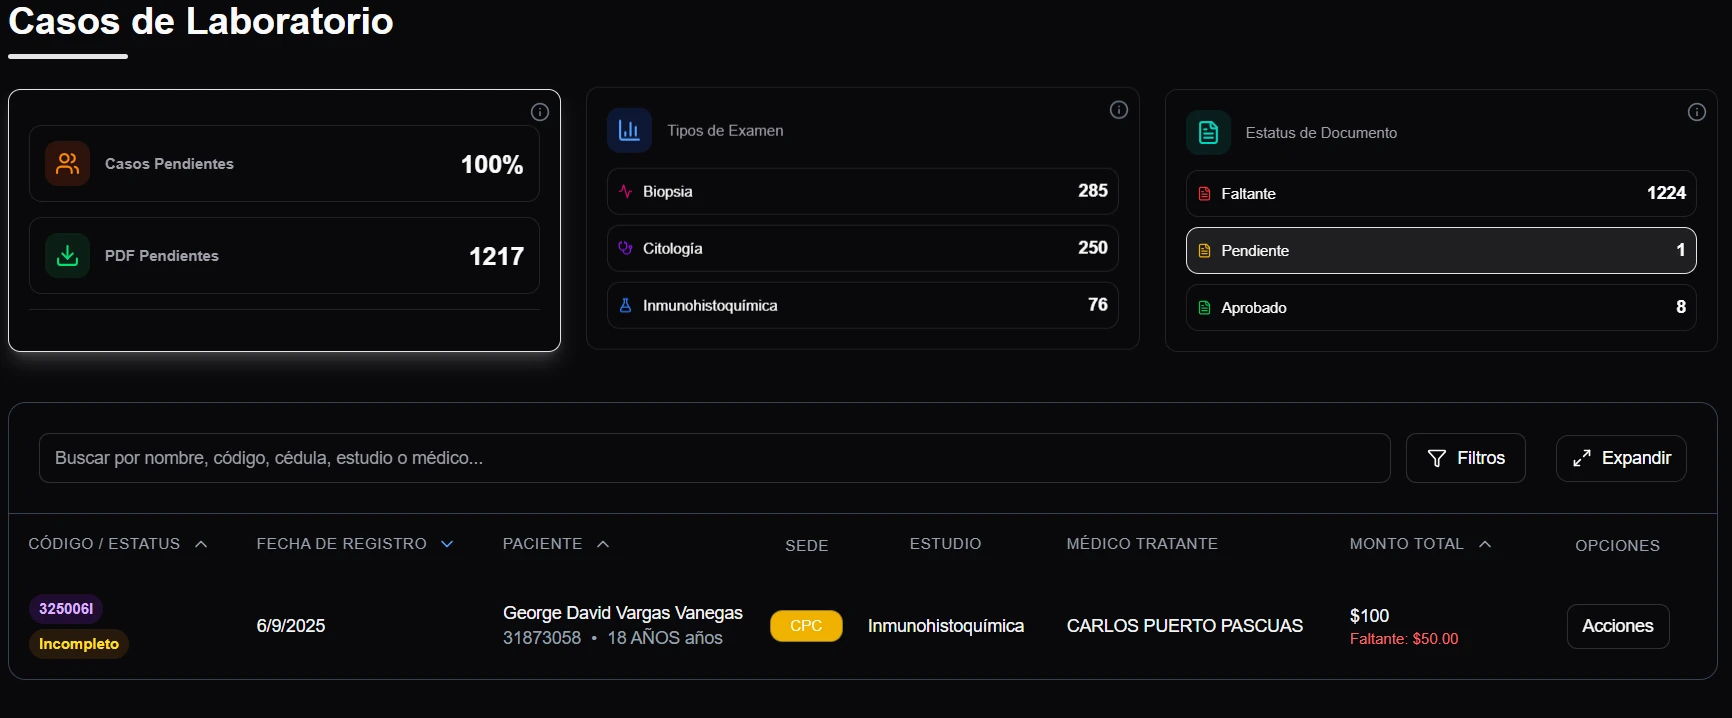 Casos de Laboratorio
Casos Pendientes 100%
PDF Pendientes 1217
Tipos de Examen
Biopsia 285
Citología 250
Inmunohistoquímica 76
Estatus de Documento
Faltante 1224
Pendiente 1
Aprobado 8
Buscar por nombre, código, cédula, estudio o médico...
Filtros
Expandir
CÓDIGO / ESTATUS FECHA DE REGISTRO PACIENTE SEDE ESTUDIO MÉDICO TRATANTE MONTO TOTAL OPCIONES
325006I
Incompleto
6/9/2025
George David Vargas Vanegas
31873058 • 18 AÑOS años
CPC
Inmunohistoquímica
CARLOS PUERTO PASCUAS
$100
Faltante: $50.00
Acciones